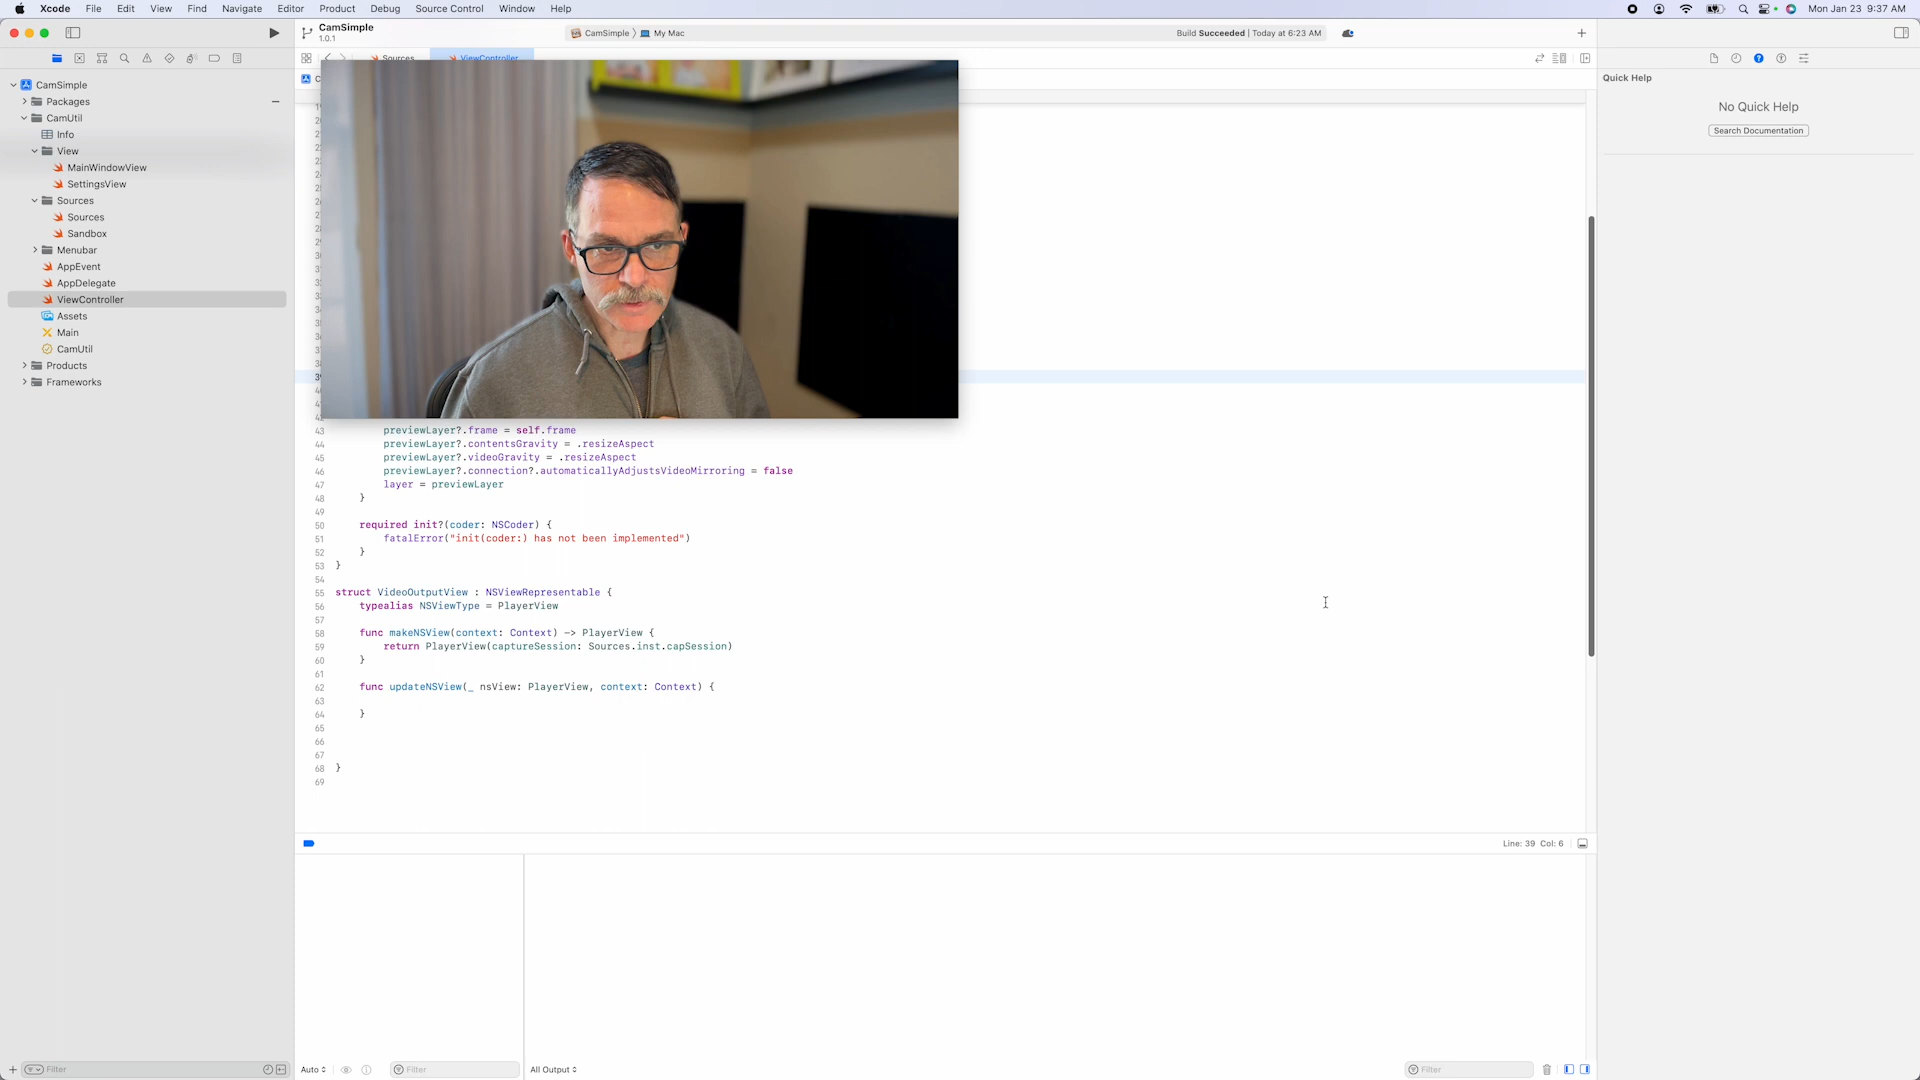 Xcode File Edit View Find Navigate Editor Product Debug Source Control Window Help Mon Jan 23 9:37 AM
CamSimple
1.0.1
CamSimple 〉 My Mac
Build Succeeded | Today at 6:23 AM
Sources ViewController
CamSimple
Packages
CamUtil
Info
View
MainWindowView
SettingsView
Sources
Sources
Sandbox
Menubar
AppEvent
AppDelegate
ViewController
Assets
Main
CamUtil
Products
Frameworks
Quick Help
No Quick Help
Search Documentation
43 previewLayer?.frame = self.frame
44 previewLayer?.contentsGravity = .resizeAspect
45 previewLayer?.videoGravity = .resizeAspect
46 previewLayer?.connection?.automaticallyAdjustsVideoMirroring = false
47 layer = previewLayer
48 }
49
50 required init?(coder: NSCoder) {
51 fatalError("init(coder:) has not been implemented")
52 }
53 }
54
55 struct VideoOutputView : NSViewRepresentable {
56 typealias NSViewType = PlayerView
57
58 func makeNSView(context: Context) -> PlayerView {
59 return PlayerView(captureSession: Sources.inst.capSession)
60 }
61
62 func updateNSView(_ nsView: PlayerView, context: Context) {
63
64 }
65
66
67
68 }
69
Line: 39 Col: 6
Filter
Auto
Filter
All Output
Filter